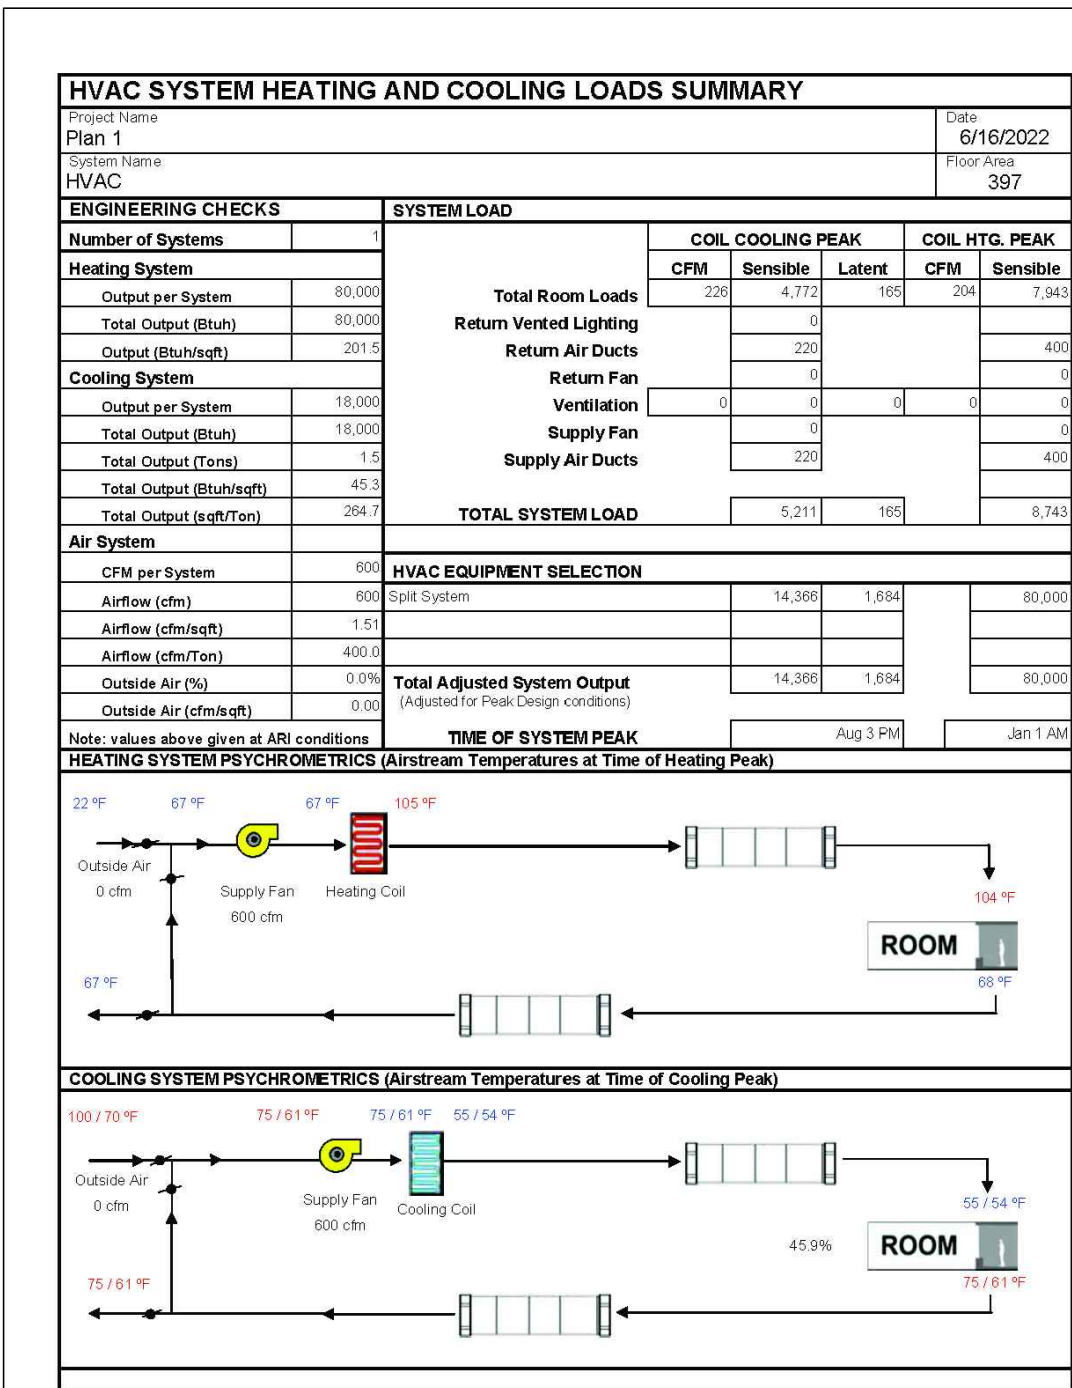 HVAC SYSTEM HEATING AND COOLING LOADS SUMMARY
Project Name
Plan 1
Date
6/16/2022
System Name
HVAC
Floor Area
397
ENGINEERING CHECKS
SYSTEM LOAD
Number of Systems 1
COIL COOLING PEAK COIL HTG. PEAK
Heating System
CFM Sensible Latent CFM Sensible
Output per System 80,000
Total Room Loads 226 4,772 165 204 7,943
Total Output (Btuh) 80,000
Return Vented Lighting 0
Output (Btuh/sqft) 201.5
Return Air Ducts 220 400
Cooling System
Return Fan 0 0
Output per System 18,000
Ventilation 0 0 0 0 0
Total Output (Btuh) 18,000
Supply Fan 0 0
Total Output (Tons) 1.5
Supply Air Ducts 220 400
Total Output (Btuh/sqft) 45.3
Total Output (sqft/Ton) 264.7
TOTAL SYSTEM LOAD 5,211 165 8,743
Air System
CFM per System 600
HVAC EQUIPMENT SELECTION
Airflow (cfm) 600
Split System 14,366 1,684 80,000
Airflow (cfm/sqft) 1.51
Airflow (cfm/Ton) 400.0
Outside Air (%) 0.0%
Total Adjusted System Output 14,366 1,684 80,000
(Adjusted for Peak Design conditions)
Outside Air (cfm/sqft) 0.00
Note: values above given at ARI conditions
TIME OF SYSTEM PEAK Aug 3 PM Jan 1 AM
HEATING SYSTEM PSYCHROMETRICS (Airstream Temperatures at Time of Heating Peak)
22 ºF 67 ºF 67 ºF 105 ºF
Outside Air
0 cfm
Supply Fan
600 cfm
Heating Coil
104 ºF
ROOM
67 ºF
68 ºF
COOLING SYSTEM PSYCHROMETRICS (Airstream Temperatures at Time of Cooling Peak)
100 / 70 ºF 75 / 61 ºF 75 / 61 ºF 55 / 54 ºF
Outside Air
0 cfm
Supply Fan
600 cfm
Cooling Coil
55 / 54 ºF
45.9%
ROOM
75 / 61 ºF
75 / 61 ºF